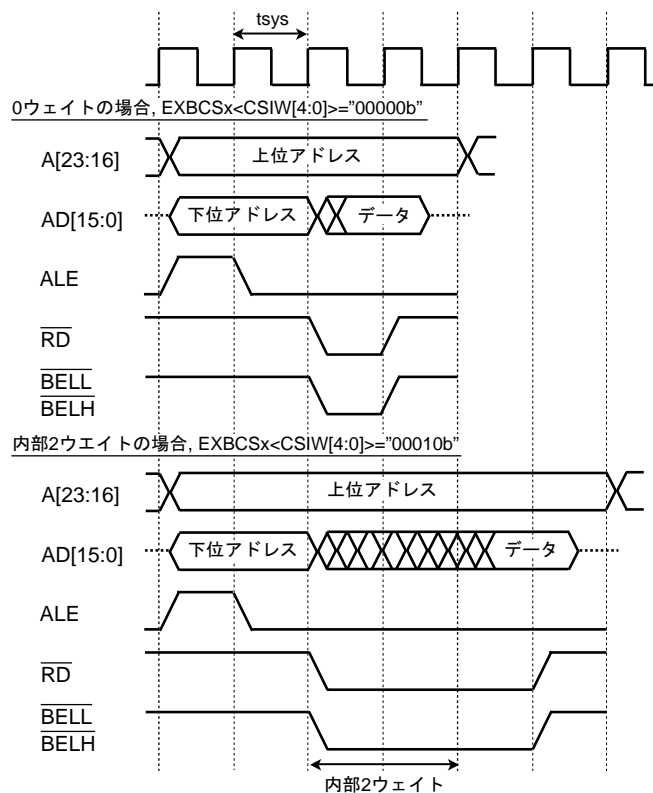 tsys
0ウェイトの場合, EXBCSx<CSIW[4:0]>="00000b"
A[23:16]
上位アドレス
AD[15:0]
下位アドレス
データ
ALE
RD
BELL
BELH
内部2ウエイトの場合, EXBCSx<CSIW[4:0]>="00010b"
A[23:16]
上位アドレス
AD[15:0]
下位アドレス
データ
ALE
RD
BELL
BELH
内部2ウェイト